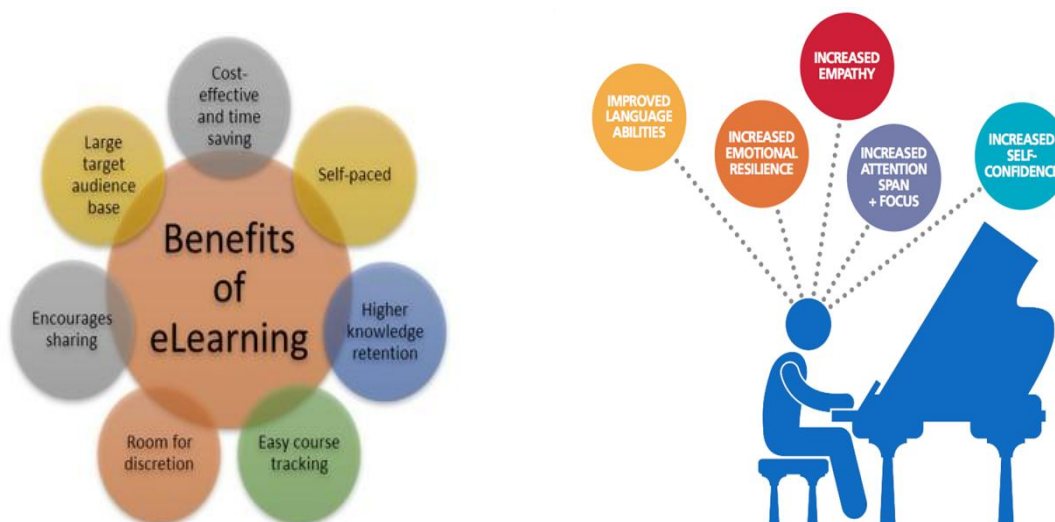 Cost-
effective
and time
saving
Self-paced
Higher
knowledge
retention
Easy course
tracking
Room for
discretion
Encourages
sharing
Large
target
audience
base
Benefits
of
eLearning
IMPROVED
LANGUAGE
ABILITIES
INCREASED
EMOTIONAL
RESILIENCE
INCREASED
EMPATHY
INCREASED
ATTENTION
SPAN
+ FOCUS
INCREASED
SELF-
CONFIDENCE